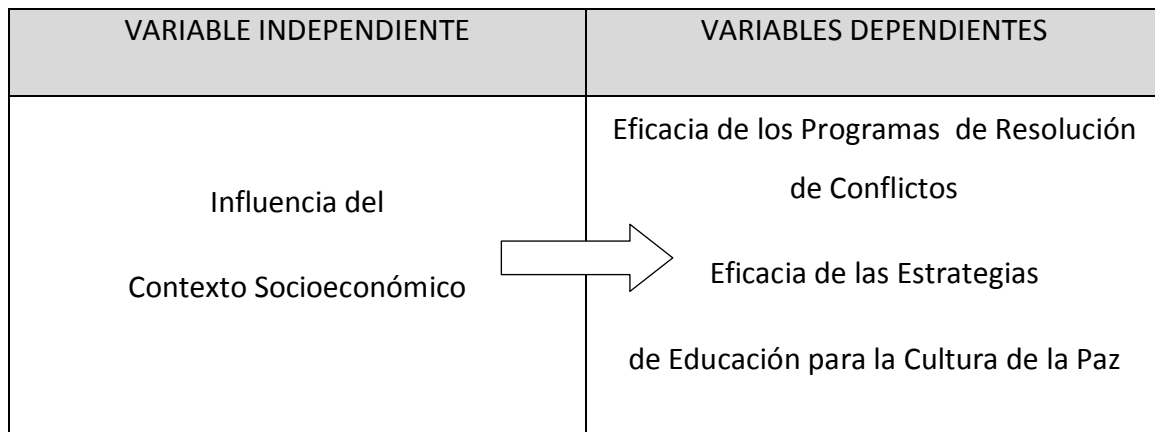 VARIABLE INDEPENDIENTE
VARIABLES DEPENDIENTES
Influencia del
Contexto Socioeconómico
Eficacia de los Programas  de Resolución
de Conflictos
Eficacia de las Estrategias
de Educación para la Cultura de la Paz